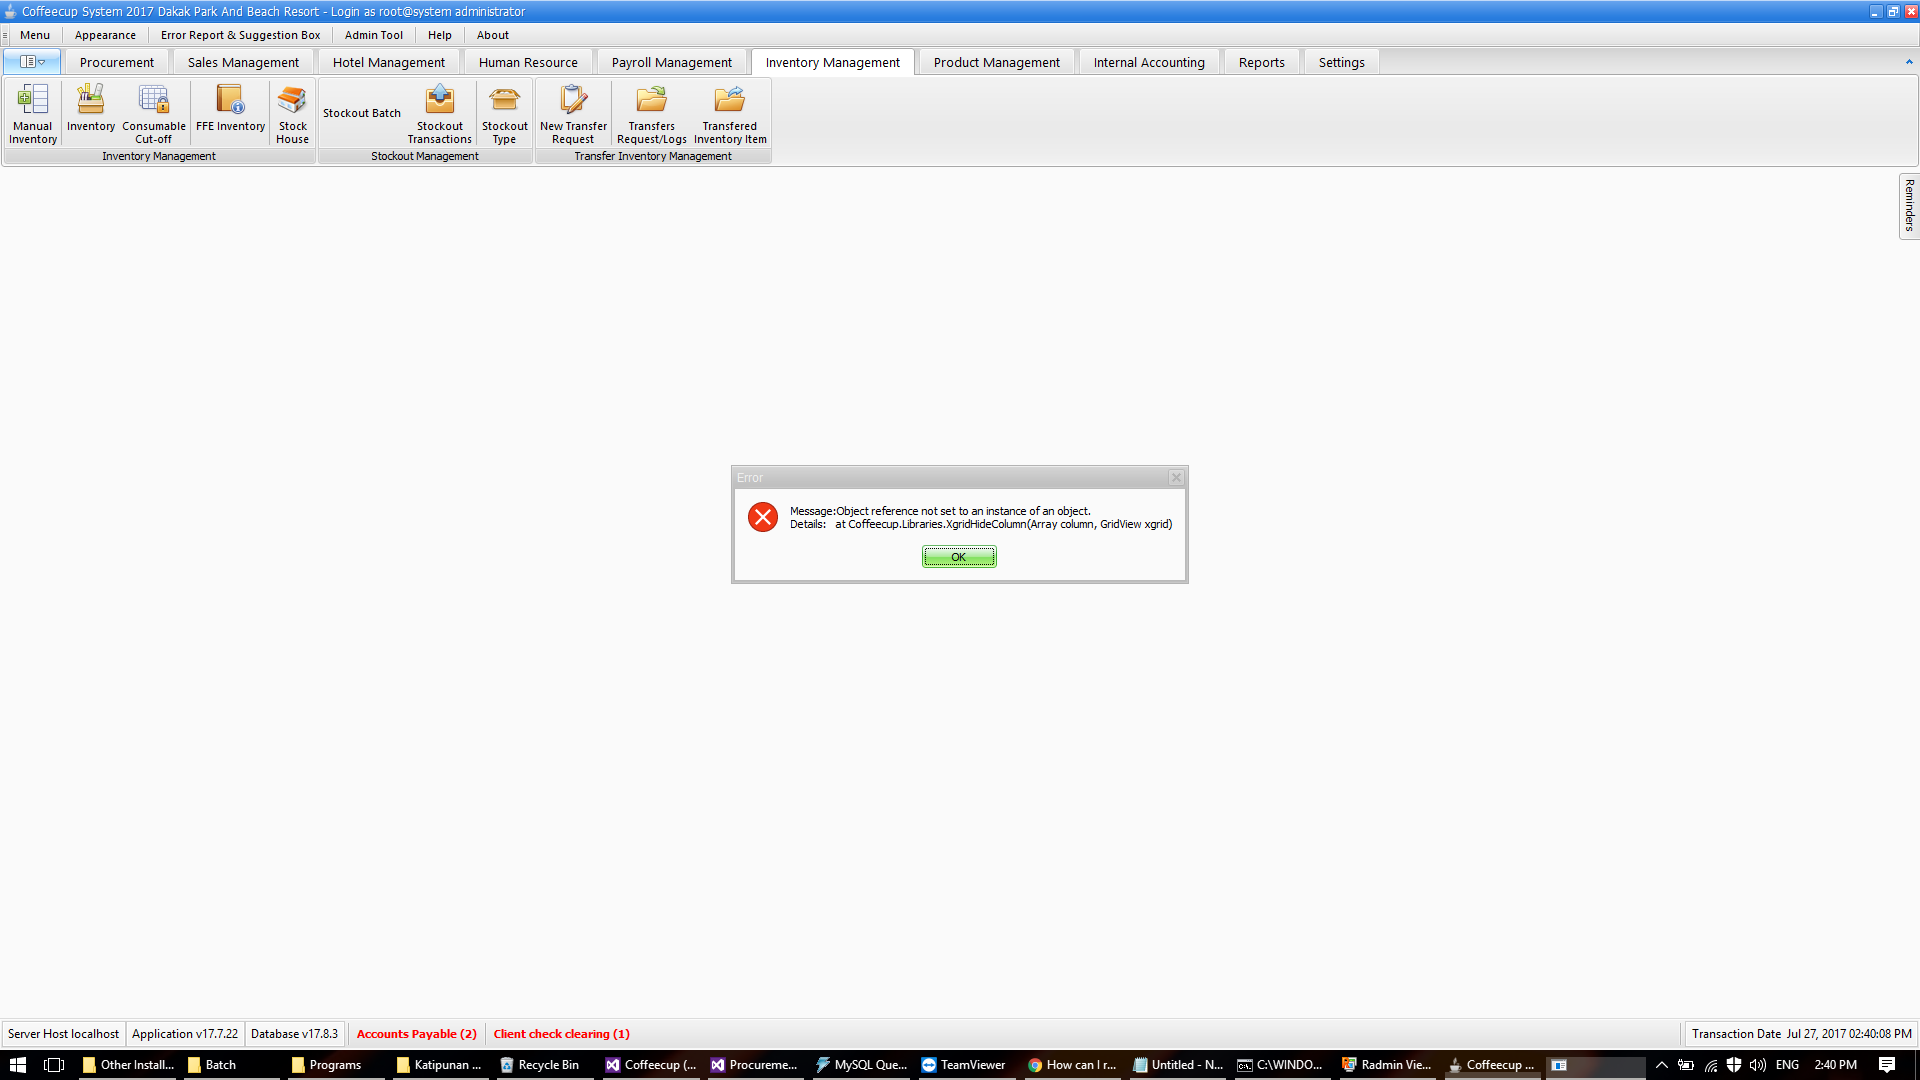 Coffeecup System 2017 Dakak Park And Beach Resort - Login as root@system administrator
Menu Appearance Error Report & Suggestion Box Admin Tool Help About
Procurement Sales Management Hotel Management Human Resource Payroll Management Inventory Management Product Management Internal Accounting Reports Settings
Manual Inventory
Inventory
Consumable Cut-off
FFE Inventory
Stock House
Inventory Management
Stockout Batch
Stockout Transactions
Stockout Type
Stockout Management
New Transfer Request
Transfers Request/Logs
Transfered Inventory Item
Transfer Inventory Management
Reminders
Error
Message:Object reference not set to an instance of an object.
Details: at Coffeecup.Libraries.XgridHideColumn(Array column, GridView xgrid)
OK
Server Host localhost Application v17.7.22 Database v17.8.3 Accounts Payable (2) Client check clearing (1) Transaction Date Jul 27, 2017 02:40:08 PM
Other Install... Batch Programs Katipunan ... Recycle Bin Coffeecup (... Procureme... MySQL Que... TeamViewer How can I r... Untitled - N... C:\WINDO... Radmin Vie... Coffeecup ... ENG 2:40 PM